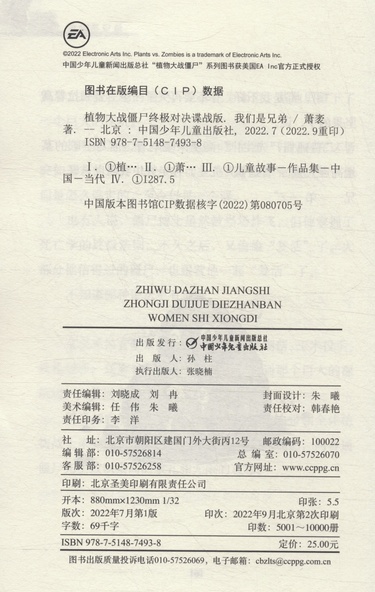 EA
©2022 Electronic Arts Inc. Plants vs. Zombies is a trademark of Electronic Arts Inc.
中国少年儿童新闻出版总社“植物大战僵尸”系列图书获美国EA Inc官方正式授权
图书在版编目(CIP)数据
植物大战僵尸终极对决谍战版. 我们是兄弟 / 萧袤
著. — 北京 : 中国少年儿童出版社, 2022.7(2022.9重印)
ISBN 978-7-5148-7493-8
Ⅰ. ①植… Ⅱ. ①萧… Ⅲ. ①儿童故事－作品集－中
国－当代 Ⅳ. ①I287.5
中国版本图书馆CIP数据核字(2022)第080705号
ZHIWU DAZHAN JIANGSHI
ZHONGJI DUIJUE DIEZHANBAN
WOMEN SHI XIONGDI
出版发行: 中国少年儿童新闻出版总社
中国少年儿童出版社
出 版 人: 孙 柱
执行出版人: 张晓楠
责任编辑: 刘晓成 刘 冉 封面设计: 朱 曦
美术编辑: 任 伟 朱 曦 责任校对: 韩春艳
责任印务: 李 洋
社 址: 北京市朝阳区建国门外大街丙12号 邮政编码: 100022
编 辑 部: 010-57526814 总 编 室: 010-57526070
客 服 部: 010-57526258 官方网址: www.ccppg.cn
印刷: 北京圣美印刷有限责任公司
开本: 880mm×1230mm 1/32 印张: 5.5
版次: 2022年7月第1版 印次: 2022年9月北京第2次印刷
字数: 69千字 印数: 5001～10000册
ISBN 978-7-5148-7493-8 定价: 25.00元
图书出版质量投诉电话010-57526069, 电子邮箱: cbzlts@ccppg.com.cn